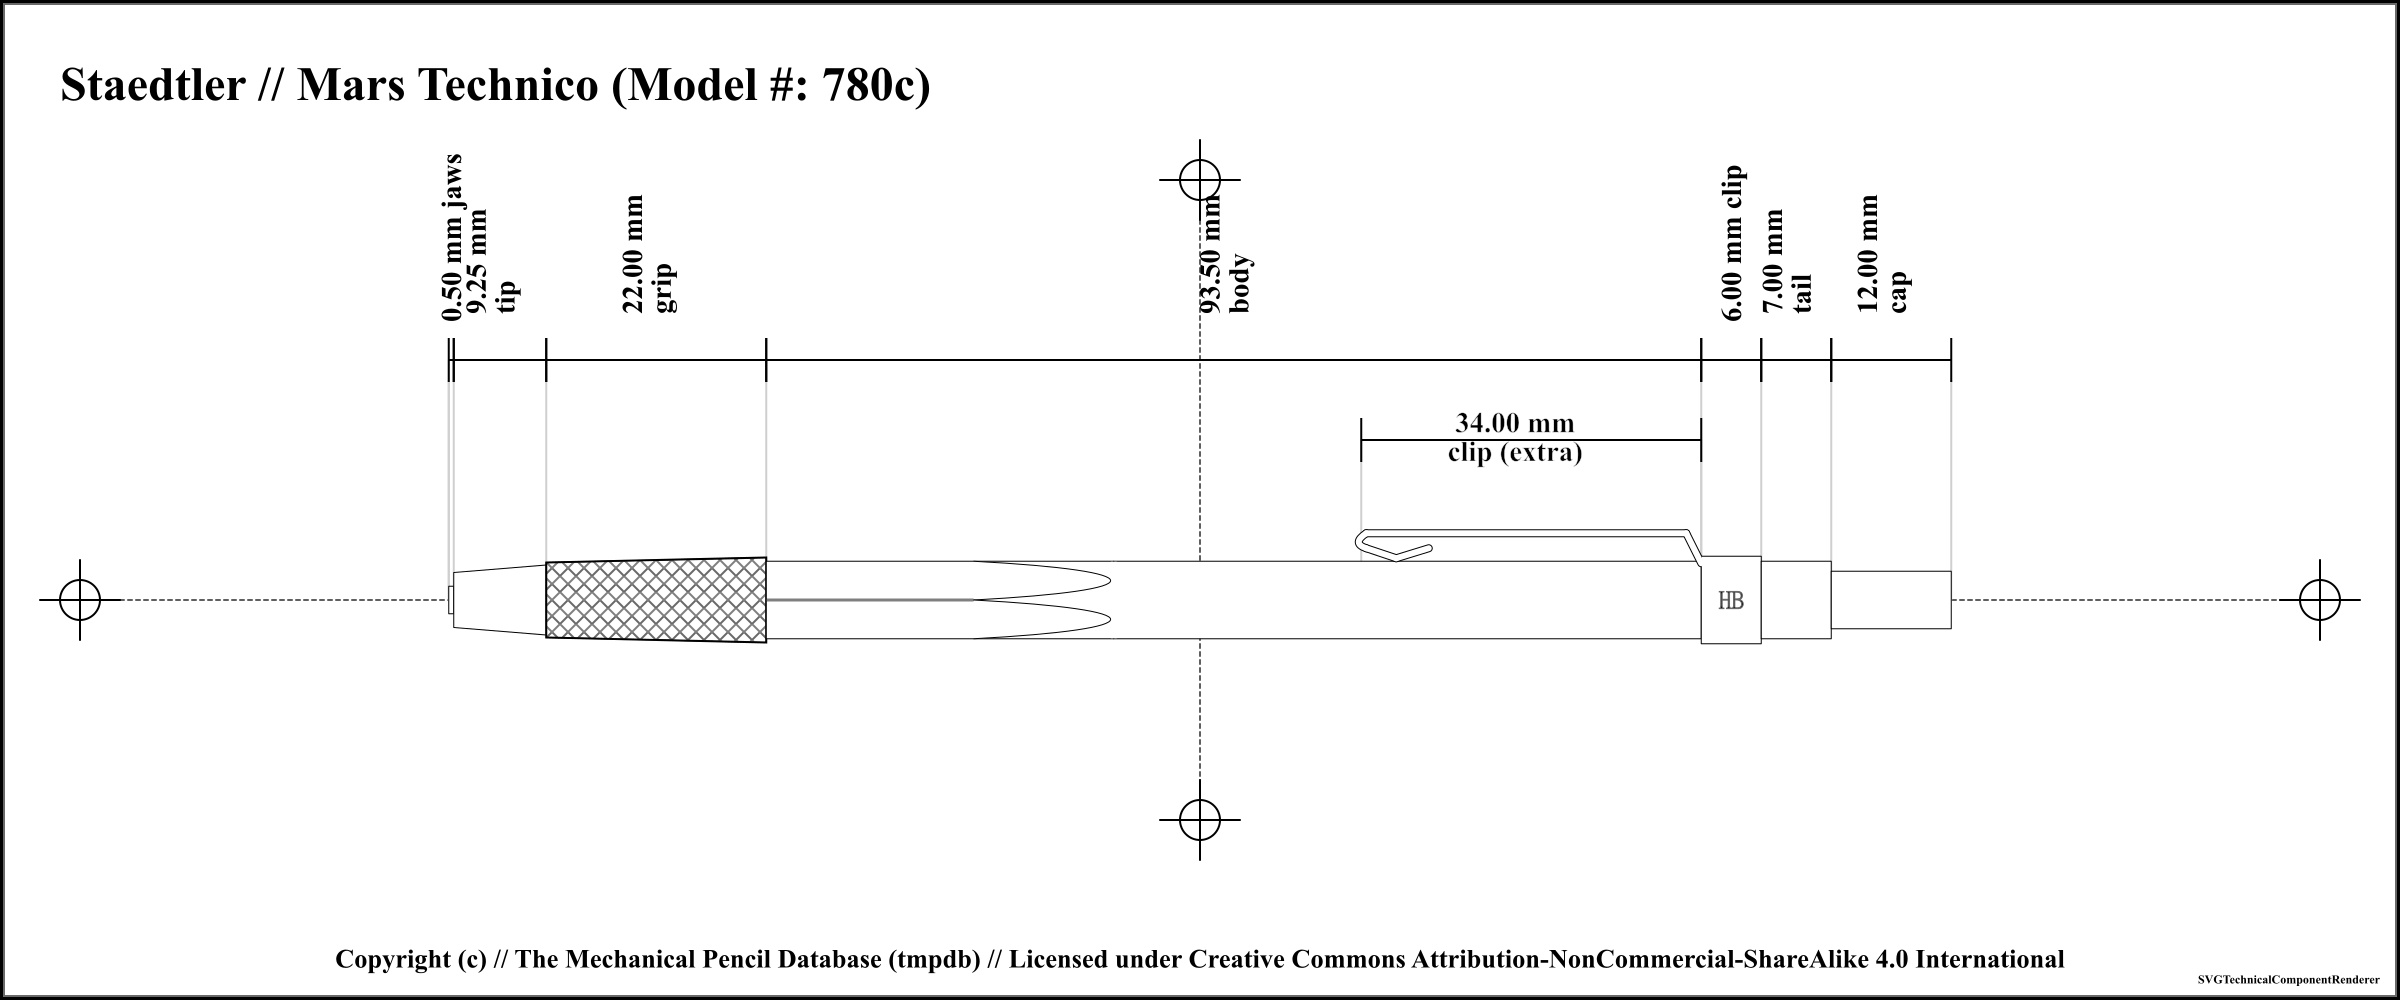 Staedtler // Mars Technico (Model #: 780c)
0.50 mm jaws
9.25 mm
tip
22.00 mm
grip
93.50 mm
body
6.00 mm clip
7.00 mm
tail
12.00 mm
cap
34.00 mm
clip (extra)
HB
Copyright (c) // The Mechanical Pencil Database (tmpdb) // Licensed under Creative Commons Attribution-NonCommercial-ShareAlike 4.0 International
SVGTechnicalComponentRenderer